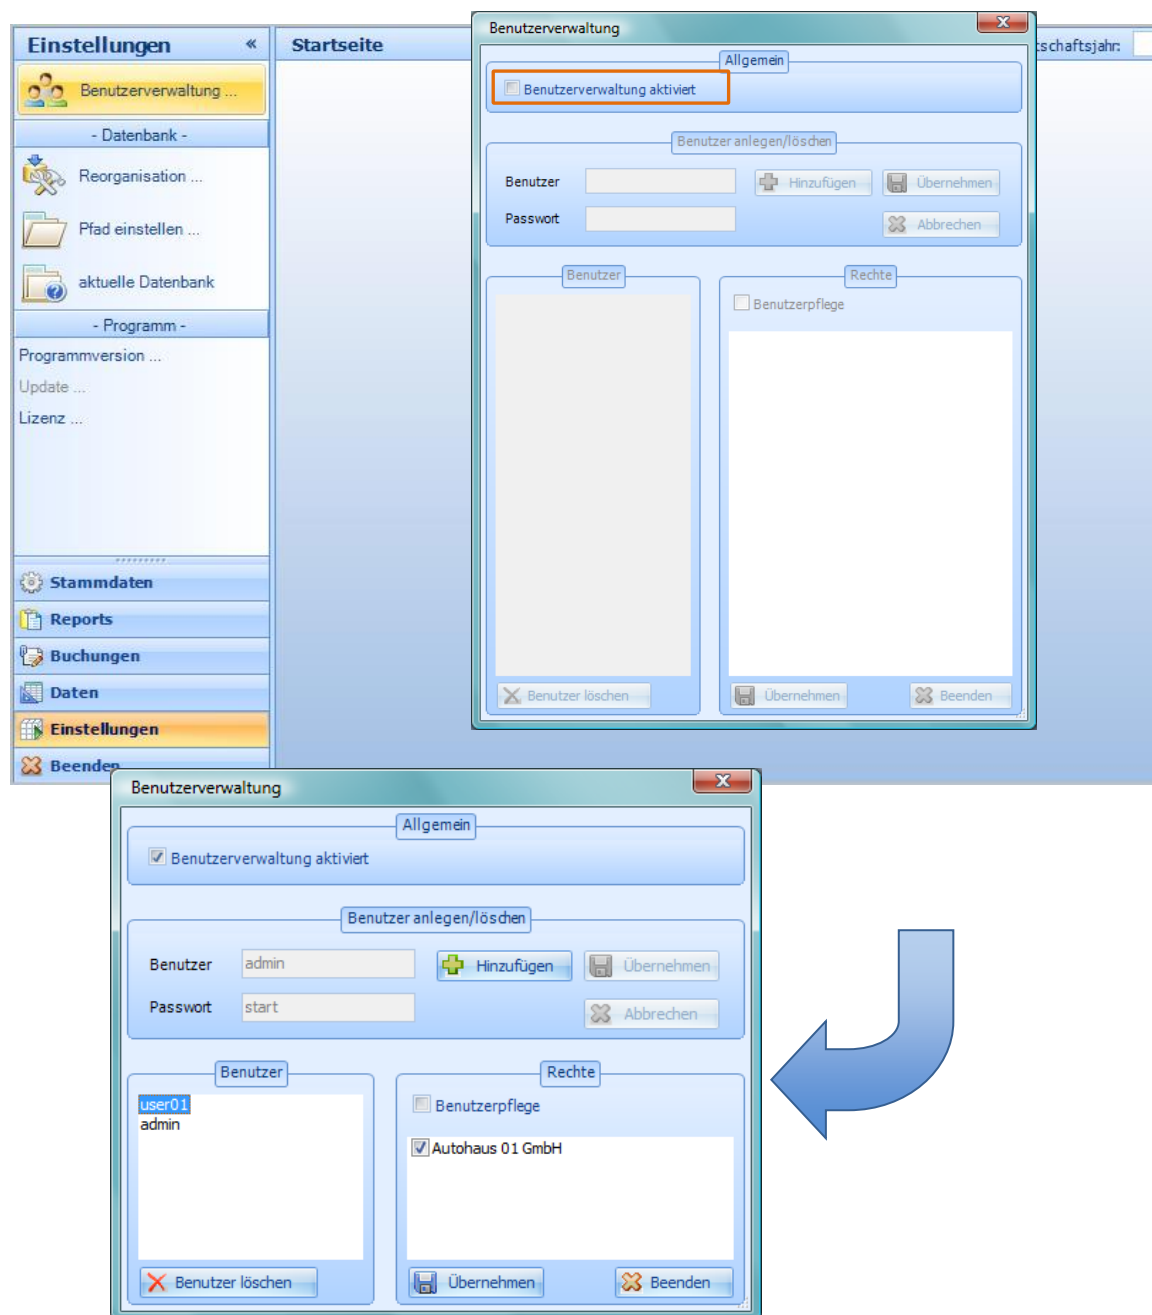 Einstellungen «
Startseite
Benutzerverwaltung ...
- Datenbank -
Reorganisation ...
Pfad einstellen ...
aktuelle Datenbank
- Programm -
Programmversion ...
Update ...
Lizenz ...
Stammdaten
Reports
Buchungen
Daten
Einstellungen
Beenden
tschaftsjahr:
Benutzerverwaltung
Allgemein
Benutzerverwaltung aktiviert
Benutzer anlegen/löschen
Benutzer Hinzufügen Übernehmen
Passwort Abbrechen
Benutzer
Rechte
Benutzerpflege
Benutzer löschen
Übernehmen Beenden
Benutzerverwaltung
Allgemein
Benutzerverwaltung aktiviert
Benutzer anlegen/löschen
Benutzer admin Hinzufügen Übernehmen
Passwort start Abbrechen
Benutzer
user01
admin
Benutzer löschen
Rechte
Benutzerpflege
Autohaus 01 GmbH
Übernehmen Beenden